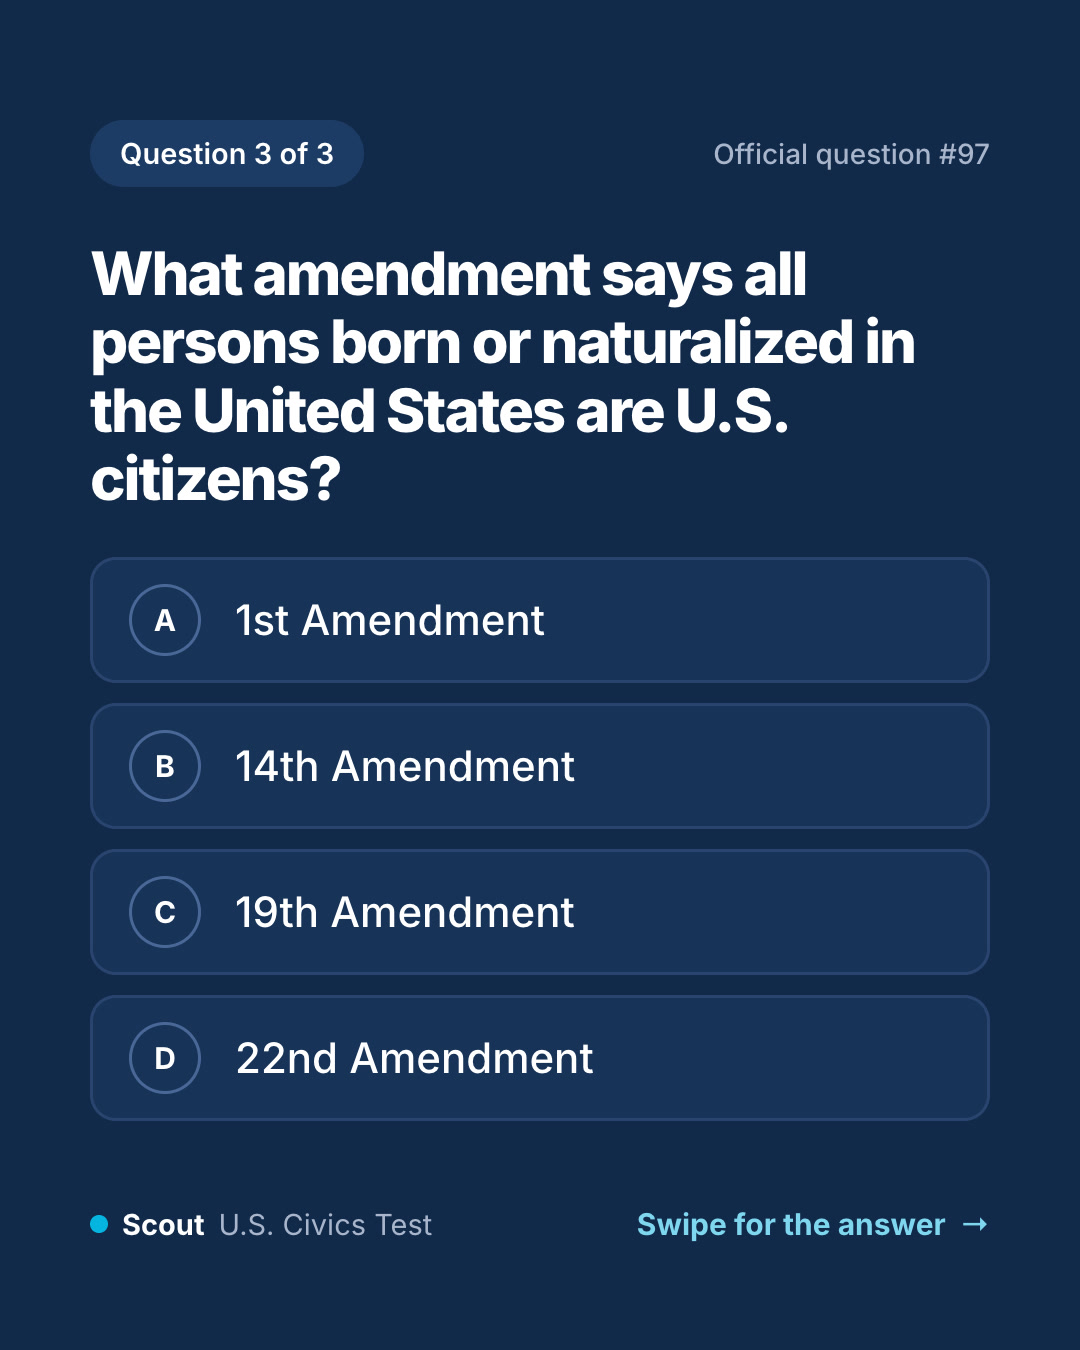 Question 3 of 3
Official question #97
What amendment says all
persons born or naturalized in
the United States are U.S.
citizens?
A 1st Amendment
B 14th Amendment
C 19th Amendment
D 22nd Amendment
Scout U.S. Civics Test
Swipe for the answer →